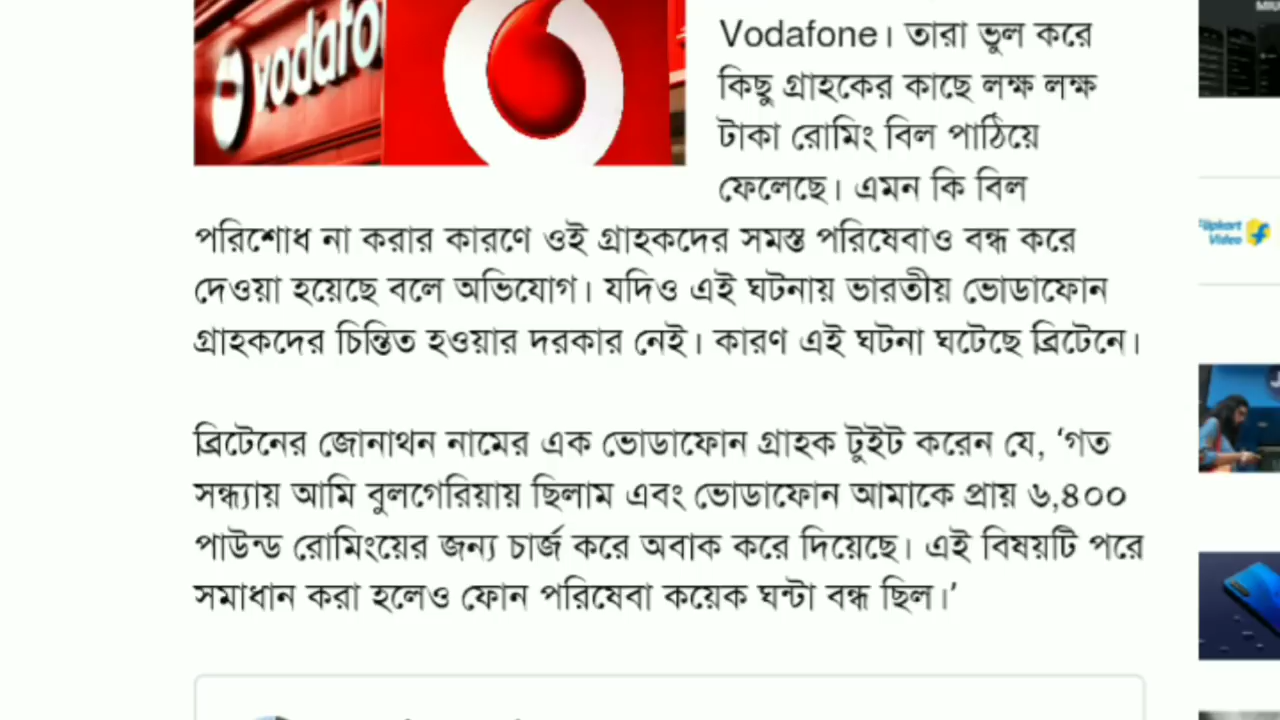 vodafo
Vodafone। তারা ভুল করে
কিছু গ্রাহকের কাছে লক্ষ লক্ষ
টাকা রোমিং বিল পাঠিয়ে
ফেলেছে। এমন কি বিল
পরিশোধ না করার কারণে ওই গ্রাহকদের সমস্ত পরিষেবাও বন্ধ করে
দেওয়া হয়েছে বলে অভিযোগ। যদিও এই ঘটনায় ভারতীয় ভোডাফোন
গ্রাহকদের চিন্তিত হওয়ার দরকার নেই। কারণ এই ঘটনা ঘটেছে ব্রিটেনে।
ব্রিটেনের জোনাথন নামের এক ভোডাফোন গ্রাহক টুইট করেন যে, ‘গত
সন্ধ্যায় আমি বুলগেরিয়ায় ছিলাম এবং ভোডাফোন আমাকে প্রায় ৬,৪০০
পাউন্ড রোমিংয়ের জন্য চার্জ করে অবাক করে দিয়েছে। এই বিষয়টি পরে
সমাধান করা হলেও ফোন পরিষেবা কয়েক ঘন্টা বন্ধ ছিল।’
MIU
Flipkart
Video